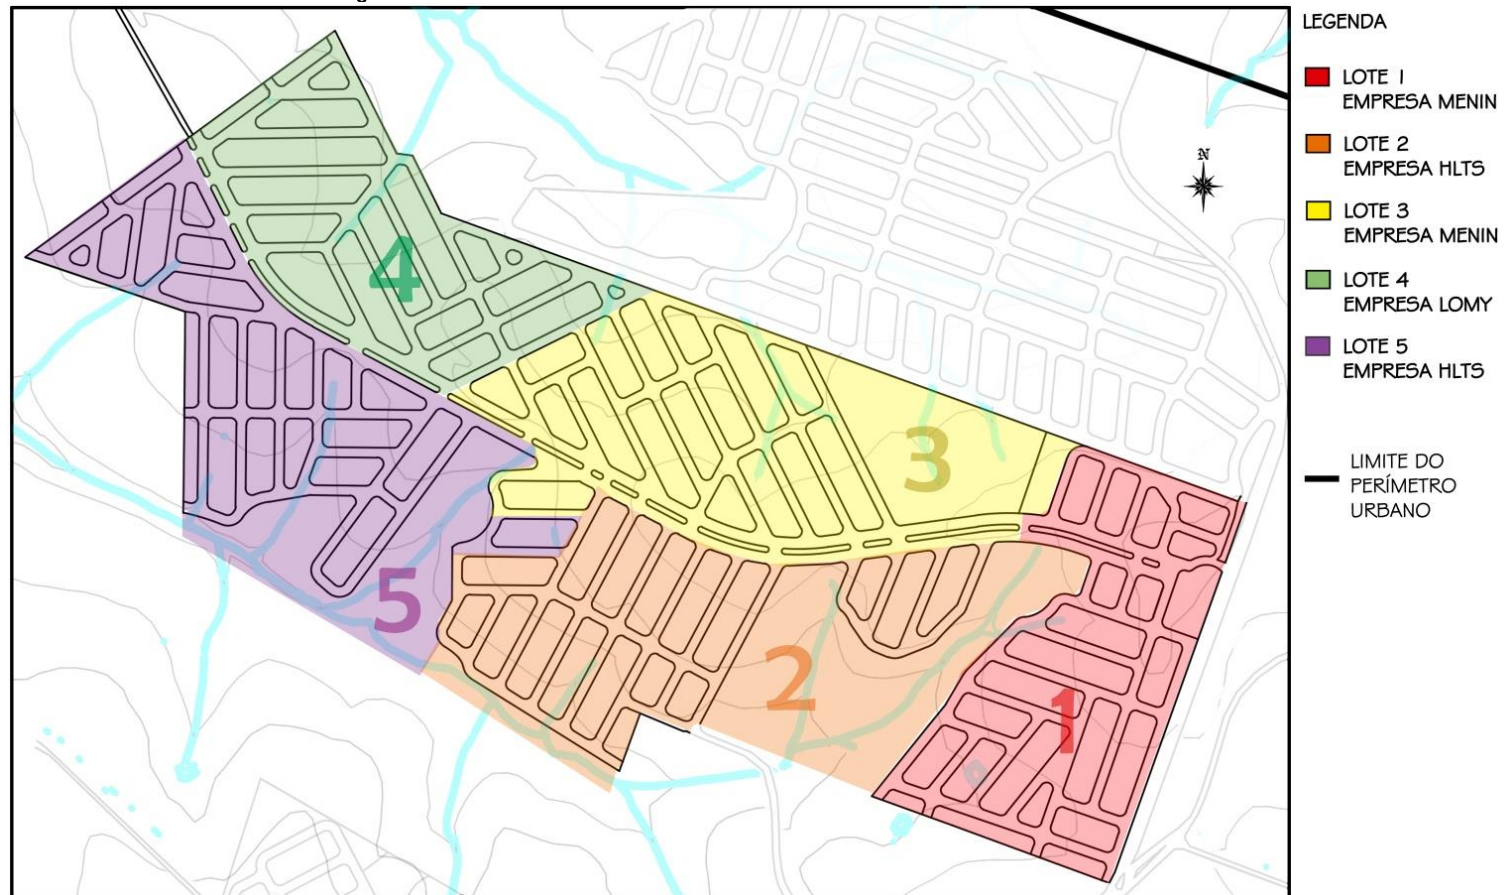 LEGENDA
LOTE 1
EMPRESA MENIN
LOTE 2
EMPRESA HLTS
LOTE 3
EMPRESA MENIN
LOTE 4
EMPRESA LOMY
LOTE 5
EMPRESA HLTS
LIMITE DO
PERÍMETRO
URBANO
N
4
3
5
2
1